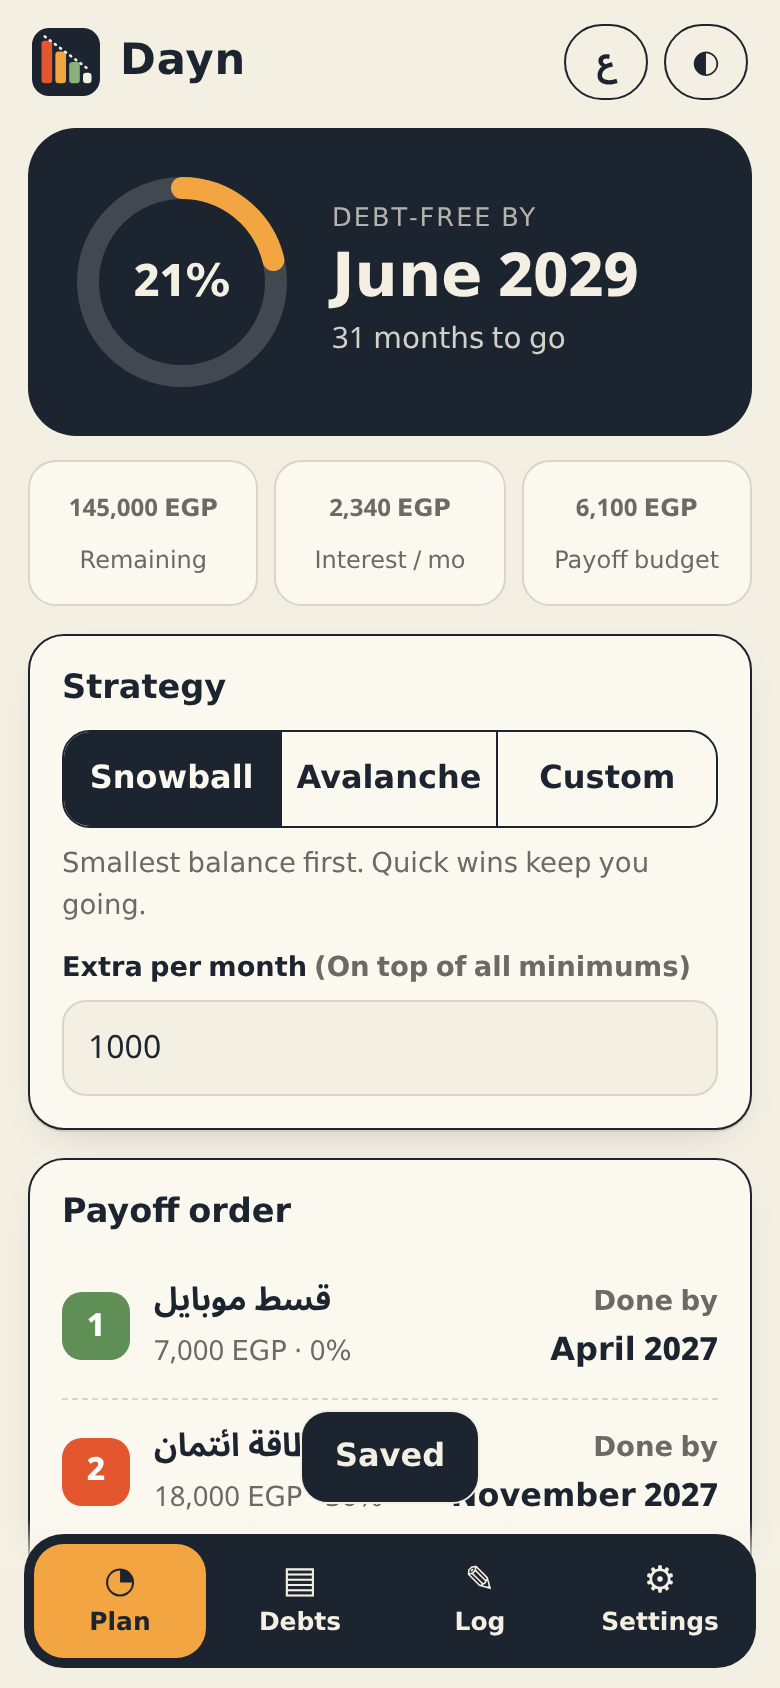 Dayn
ع
21%
DEBT-FREE BY
June 2029
31 months to go
145,000 EGP
Remaining
2,340 EGP
Interest / mo
6,100 EGP
Payoff budget
Strategy
Snowball
Avalanche
Custom
Smallest balance first. Quick wins keep you
going.
Extra per month (On top of all minimums)
1000
Payoff order
1
قسط موبايل
7,000 EGP · 0%
Done by
April 2027
2
ائتمان
18,000 EGP
Done by
November 2027
Saved
Plan
Debts
Log
Settings